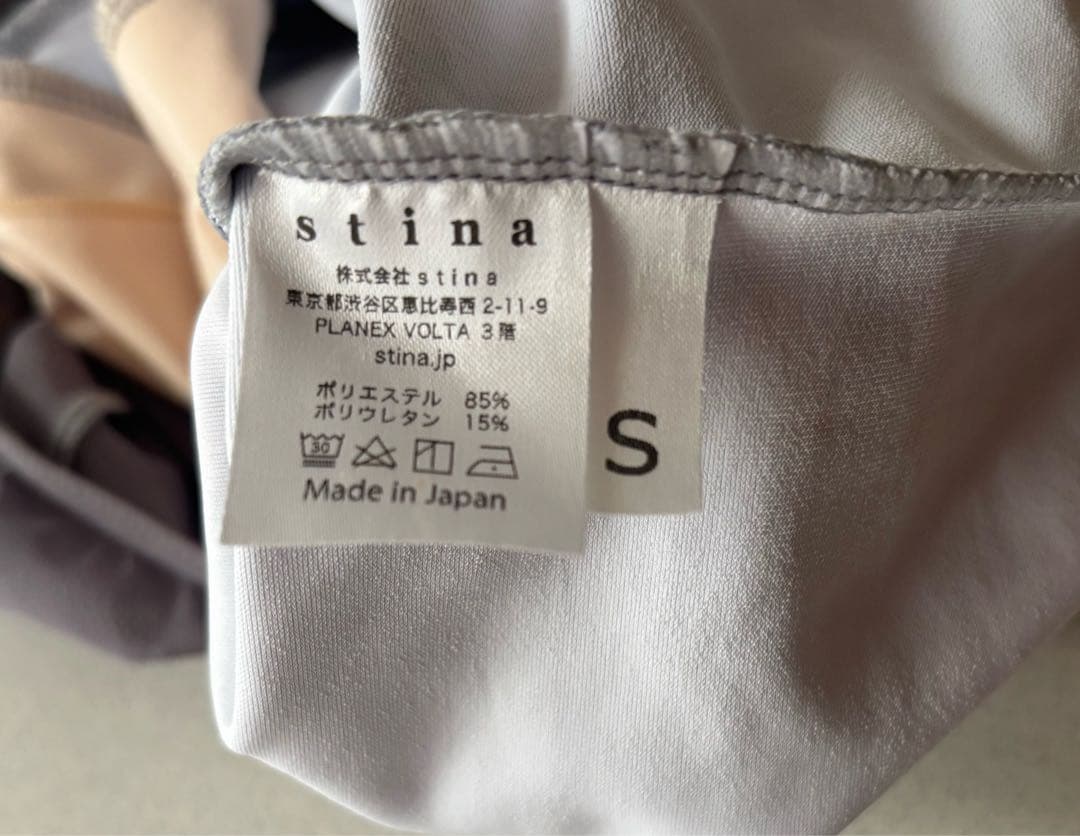 stina
株式会社stina
東京都渋谷区恵比寿西2-11-9
PLANEX VOLTA 3階
stina.jp
ポリエステル 85%
ポリウレタン 15%
30
Made in Japan
S